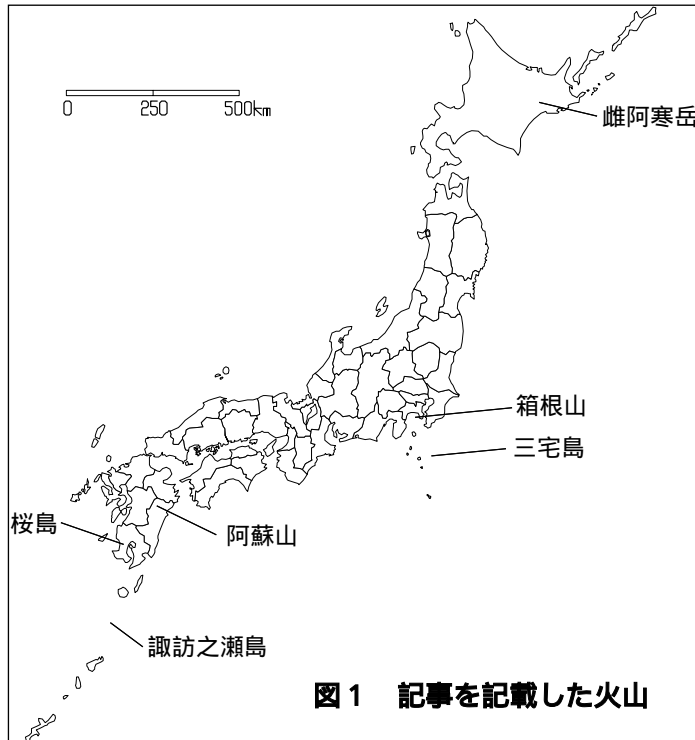 0 250 500km
雌阿寒岳
箱根山
三宅島
桜島
阿蘇山
諏訪之瀬島
図1 記事を記載した火山